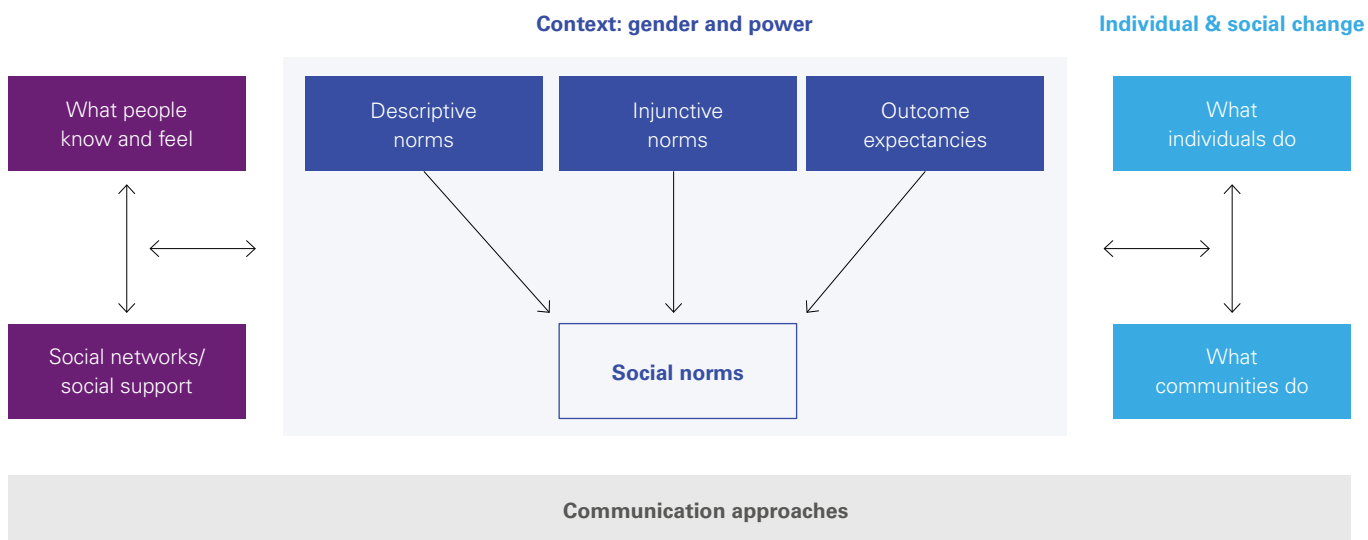 Context: gender and power
Individual & social change
What people
know and feel
Descriptive
norms
Injunctive
norms
Outcome
expectancies
What
individuals do
Social networks/
social support
Social norms
What
communities do
Communication approaches